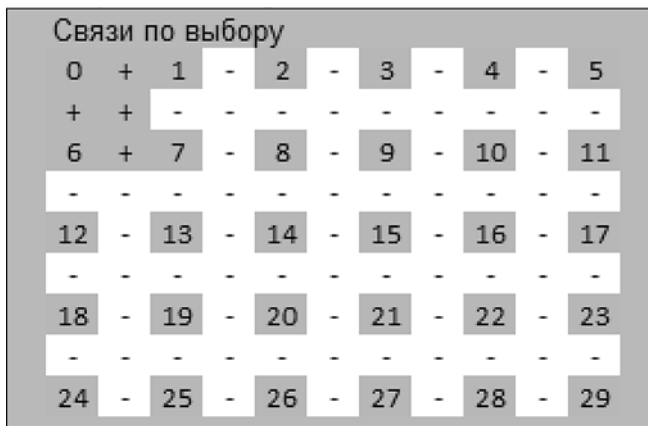 Связи по выбору
0 + 1 - 2 - 3 - 4 - 5
+ + - - - - - - - - -
6 + 7 - 8 - 9 - 10 - 11
- - - - - - - - - - -
12 - 13 - 14 - 15 - 16 - 17
- - - - - - - - - - -
18 - 19 - 20 - 21 - 22 - 23
- - - - - - - - - - -
24 - 25 - 26 - 27 - 28 - 29